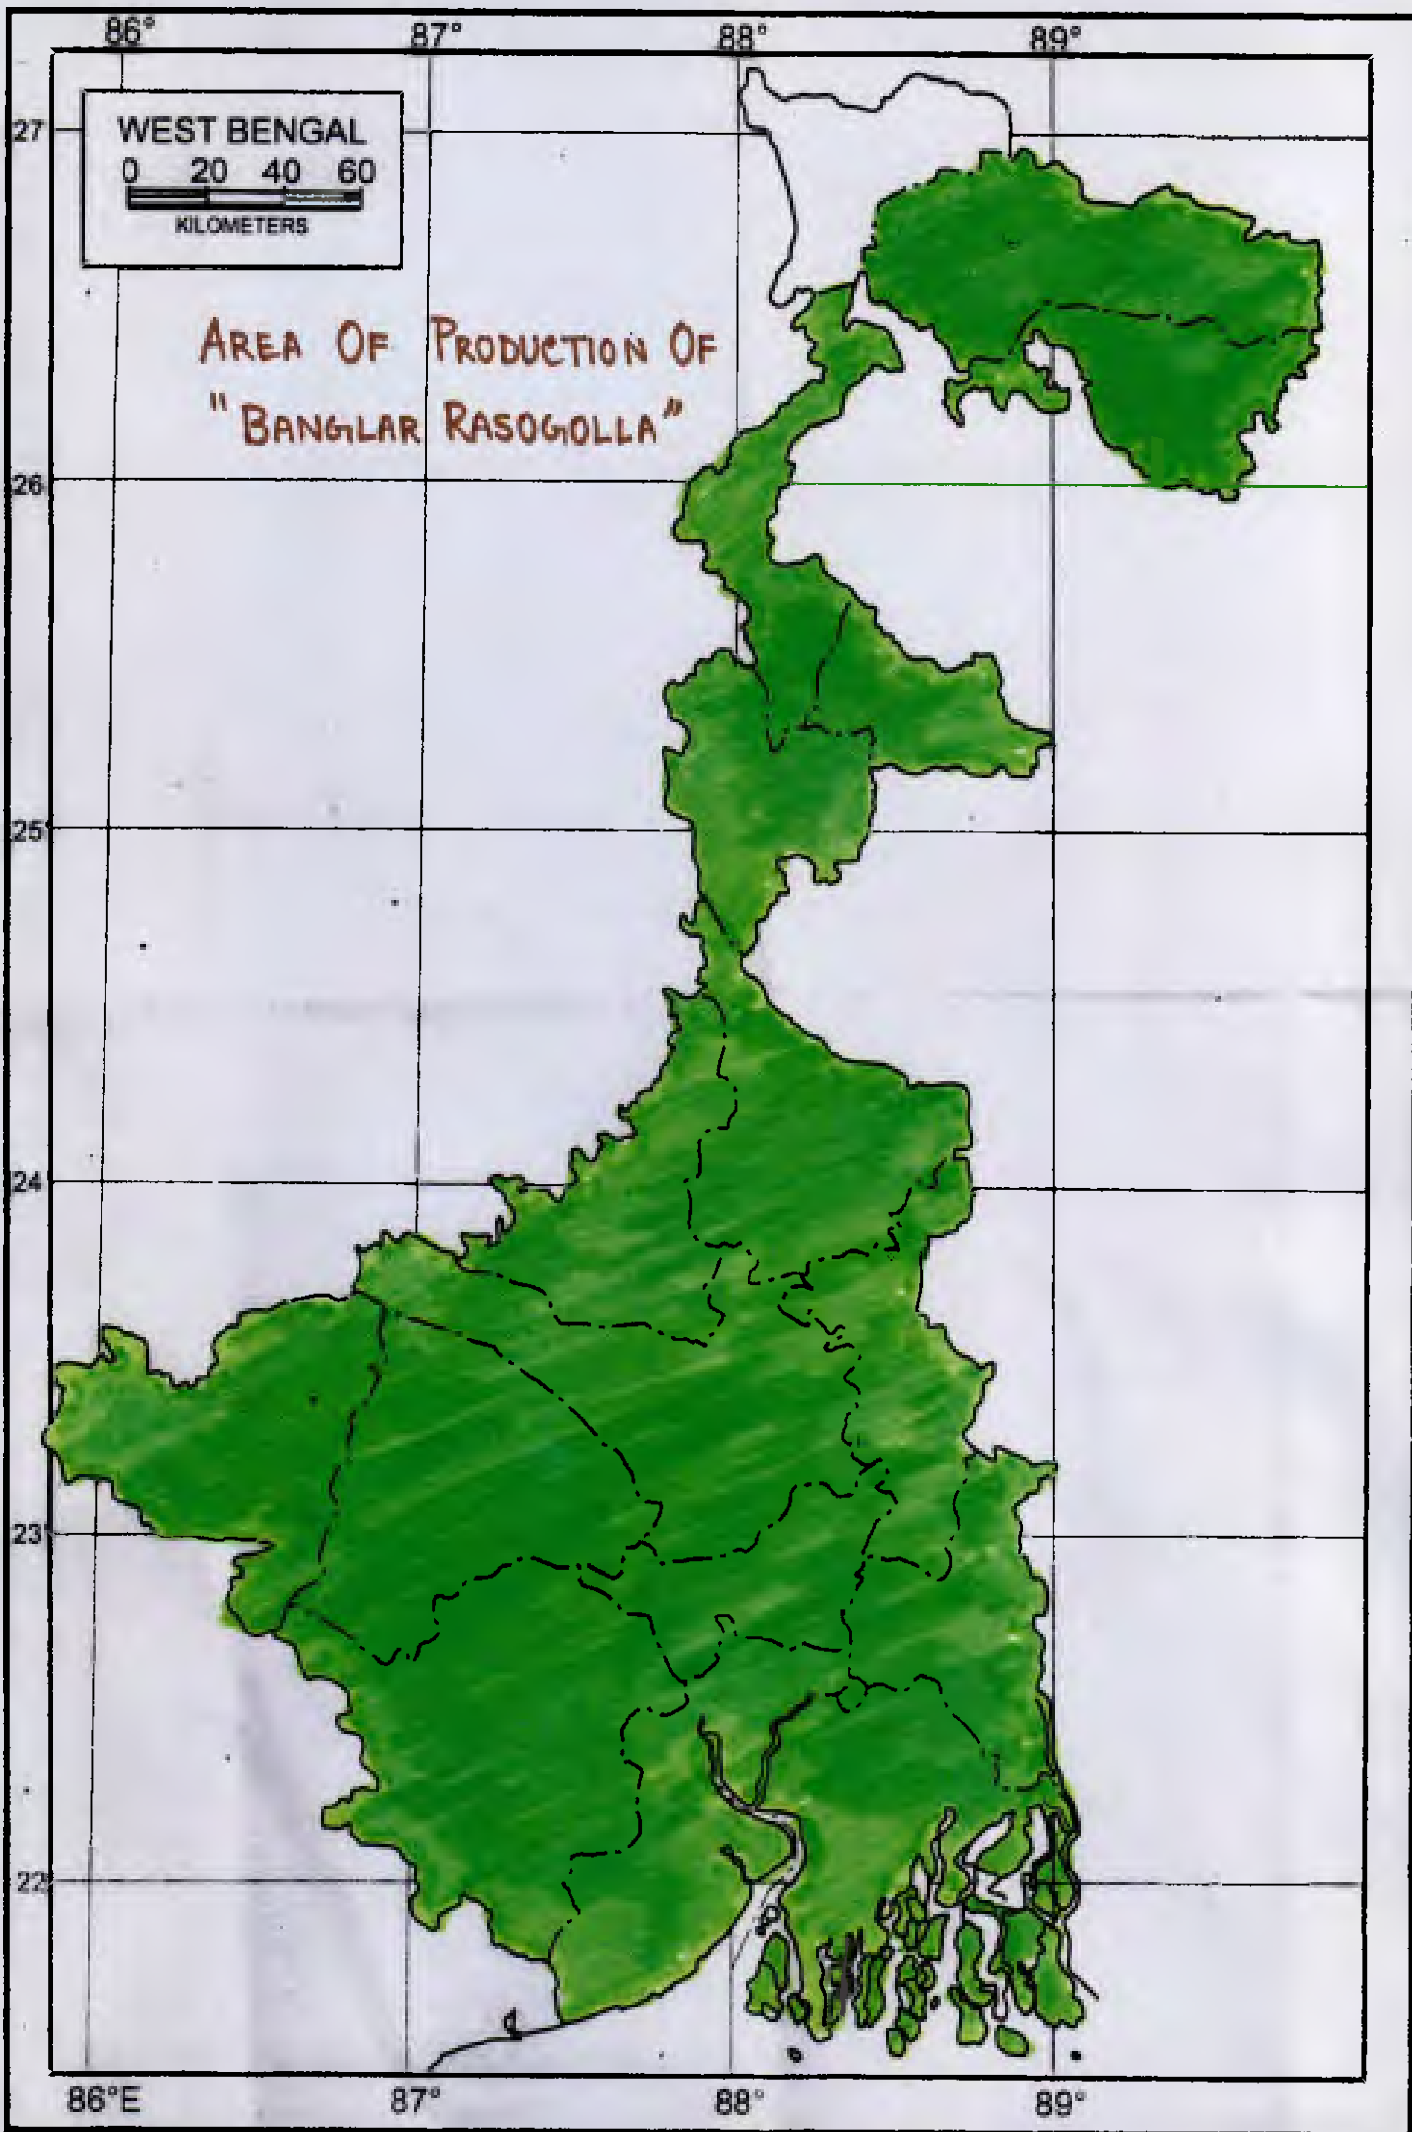 86° 87° 88° 89°
WEST BENGAL
0 20 40 60
KILOMETERS
AREA OF PRODUCTION OF
"BANGLAR RASOGOLLA"
27
26
25
24
23
22
86°E 87° 88° 89°